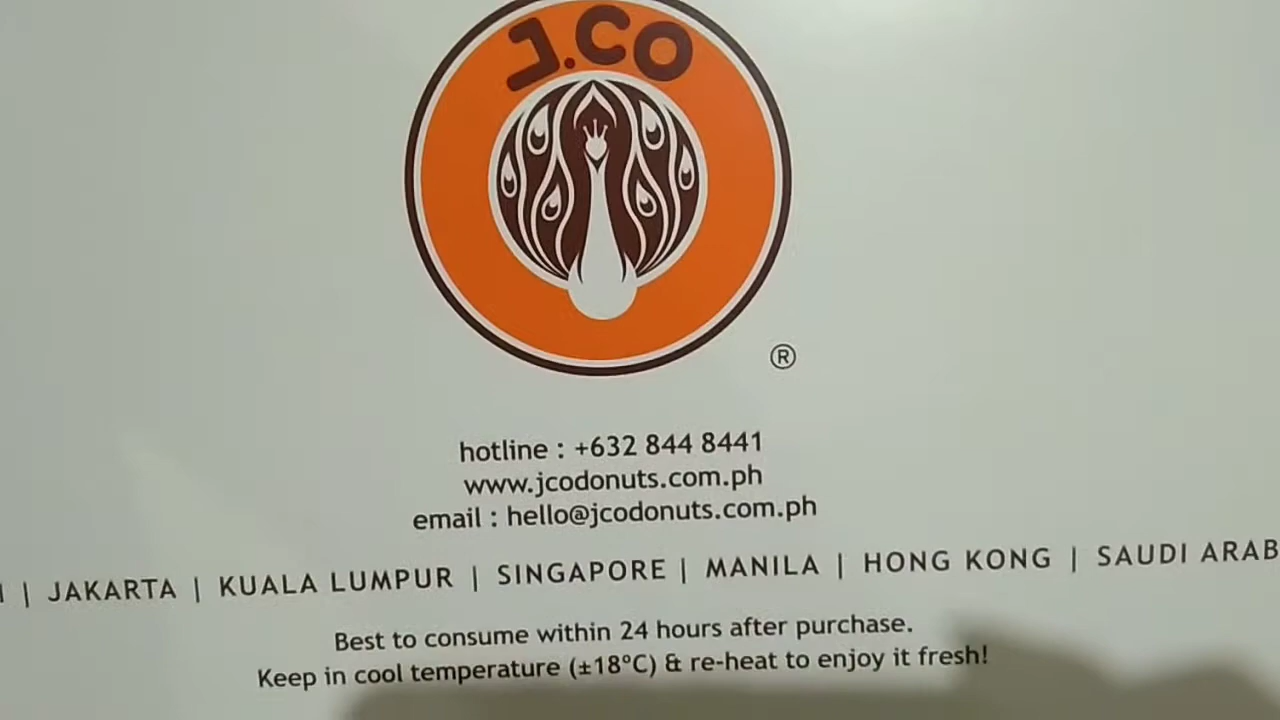 J.CO
®
hotline : +632 844 8441
www.jcodonuts.com.ph
email : hello@jcodonuts.com.ph
| JAKARTA | KUALA LUMPUR | SINGAPORE | MANILA | HONG KONG | SAUDI ARAB
Best to consume within 24 hours after purchase.
Keep in cool temperature (±18°C) & re-heat to enjoy it fresh!